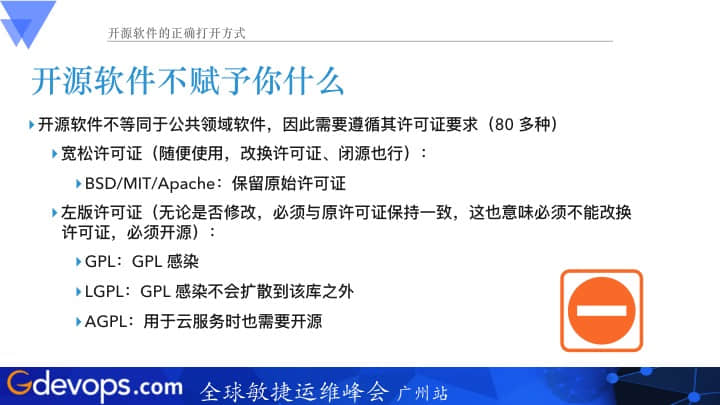 开源软件的正确打开方式
开源软件不赋予你什么
开源软件不等同于公共领域软件，因此需要遵循其许可证要求（80 多种）
宽松许可证（随便使用，改换许可证、闭源也行）：
BSD/MIT/Apache：保留原始许可证
左版许可证（无论是否修改，必须与原许可证保持一致，这也意味必须不能改换
许可证，必须开源）：
GPL：GPL 感染
LGPL：GPL 感染不会扩散到该库之外
AGPL：用于云服务时也需要开源
Gdevops.com 全球敏捷运维峰会 广州站